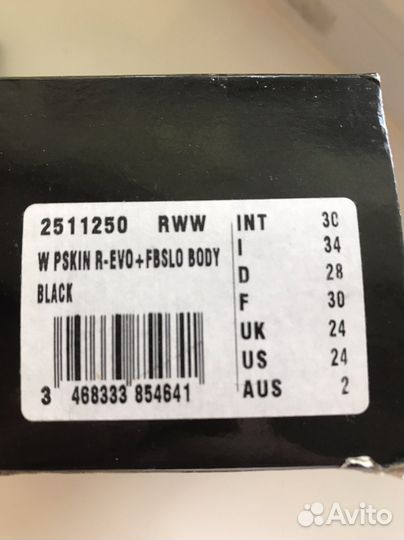 2511250 RWW
W PSKIN R-EVO+FBSLO BODY
BLACK
3 468333 854641
INT 30
I 34
D 28
F 30
UK 24
US 24
AUS 2
Avito